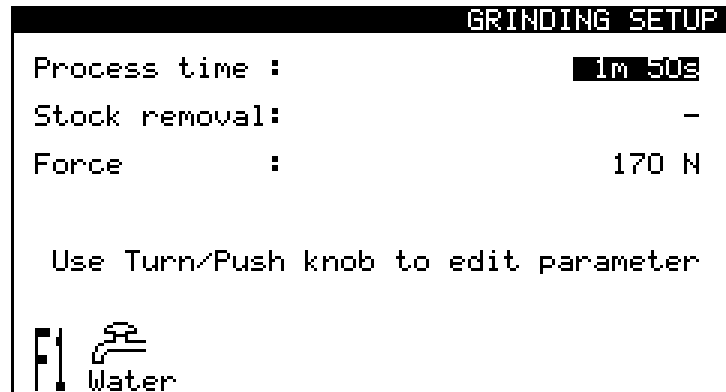 GRINDING SETUP
Process time : 1m 50s
Stock removal: -
Force : 170 N
Use Turn/Push knob to edit parameter
F1 Water